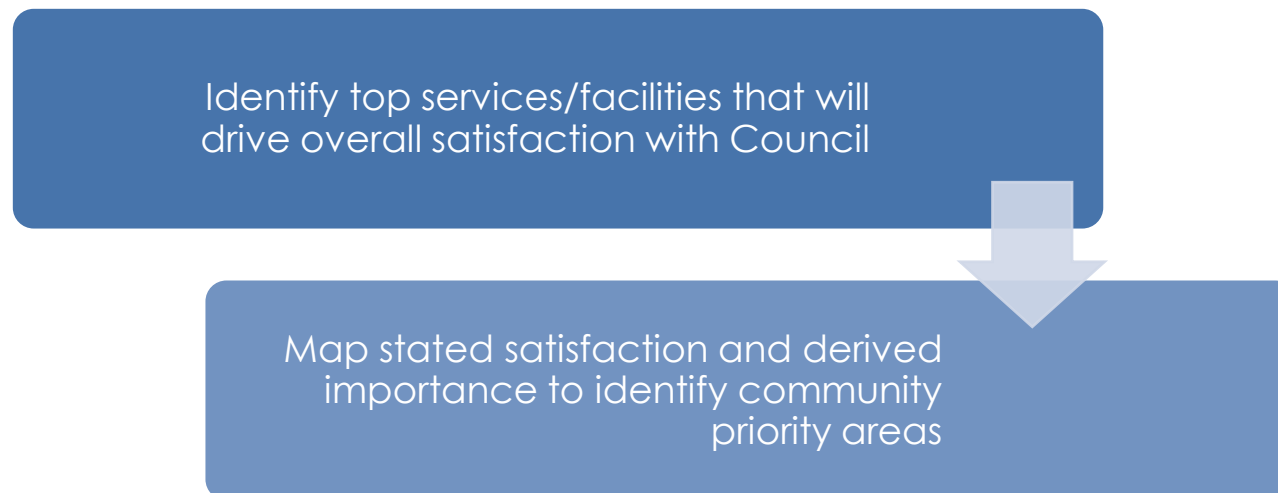 Identify top services/facilities that will
drive overall satisfaction with Council
Map stated satisfaction and derived
importance to identify community
priority areas